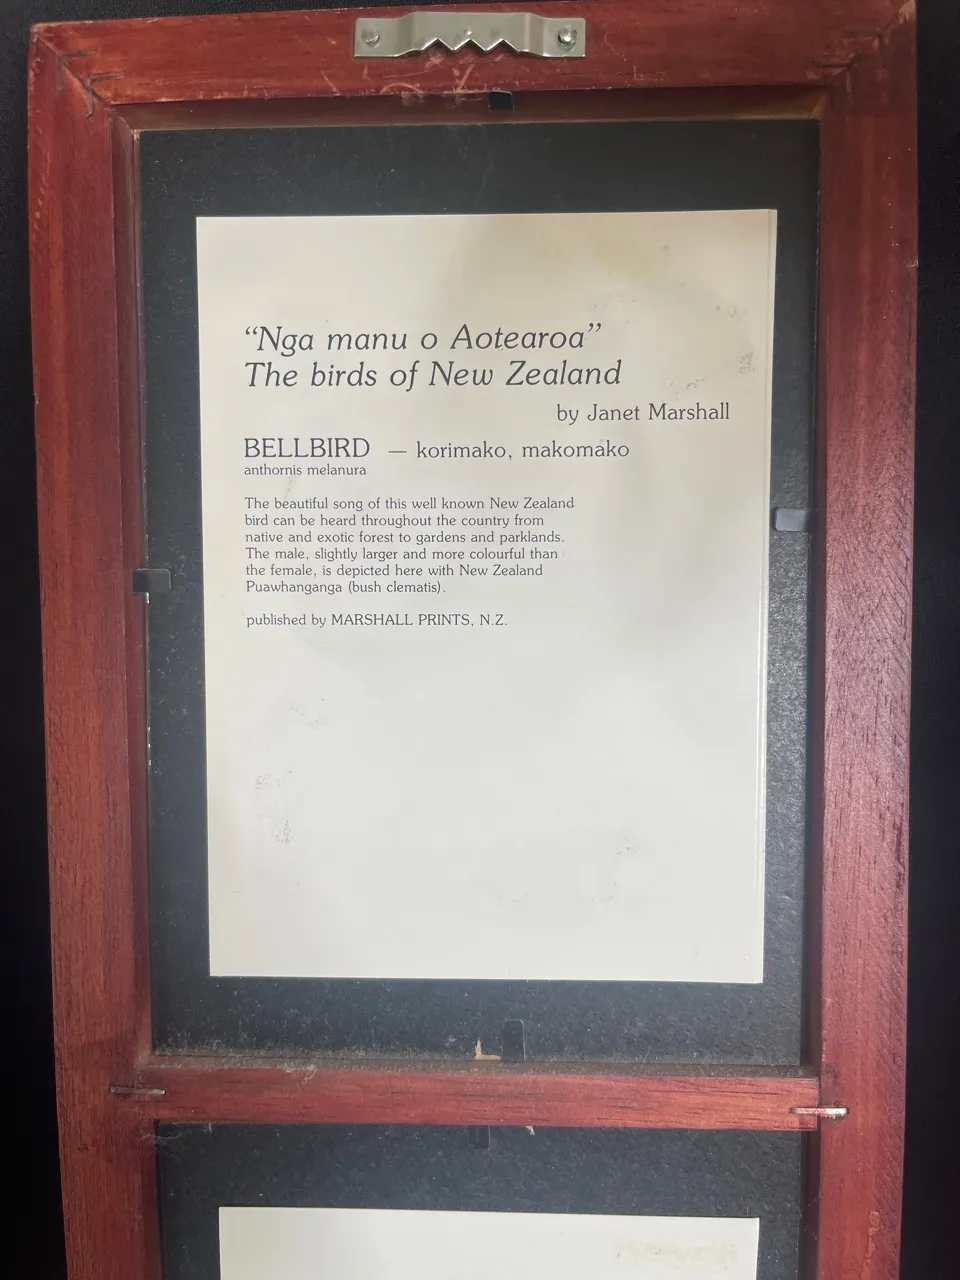 “Nga manu o Aotearoa”
The birds of New Zealand
by Janet Marshall
BELLBIRD — korimako, makomako
anthornis melanura
The beautiful song of this well known New Zealand
bird can be heard throughout the country from
native and exotic forest to gardens and parklands.
The male, slightly larger and more colourful than
the female, is depicted here with New Zealand
Puawhanganga (bush clematis).
published by MARSHALL PRINTS, N.Z.